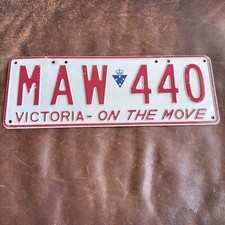 MAW 440
VICTORIA - ON THE MOVE